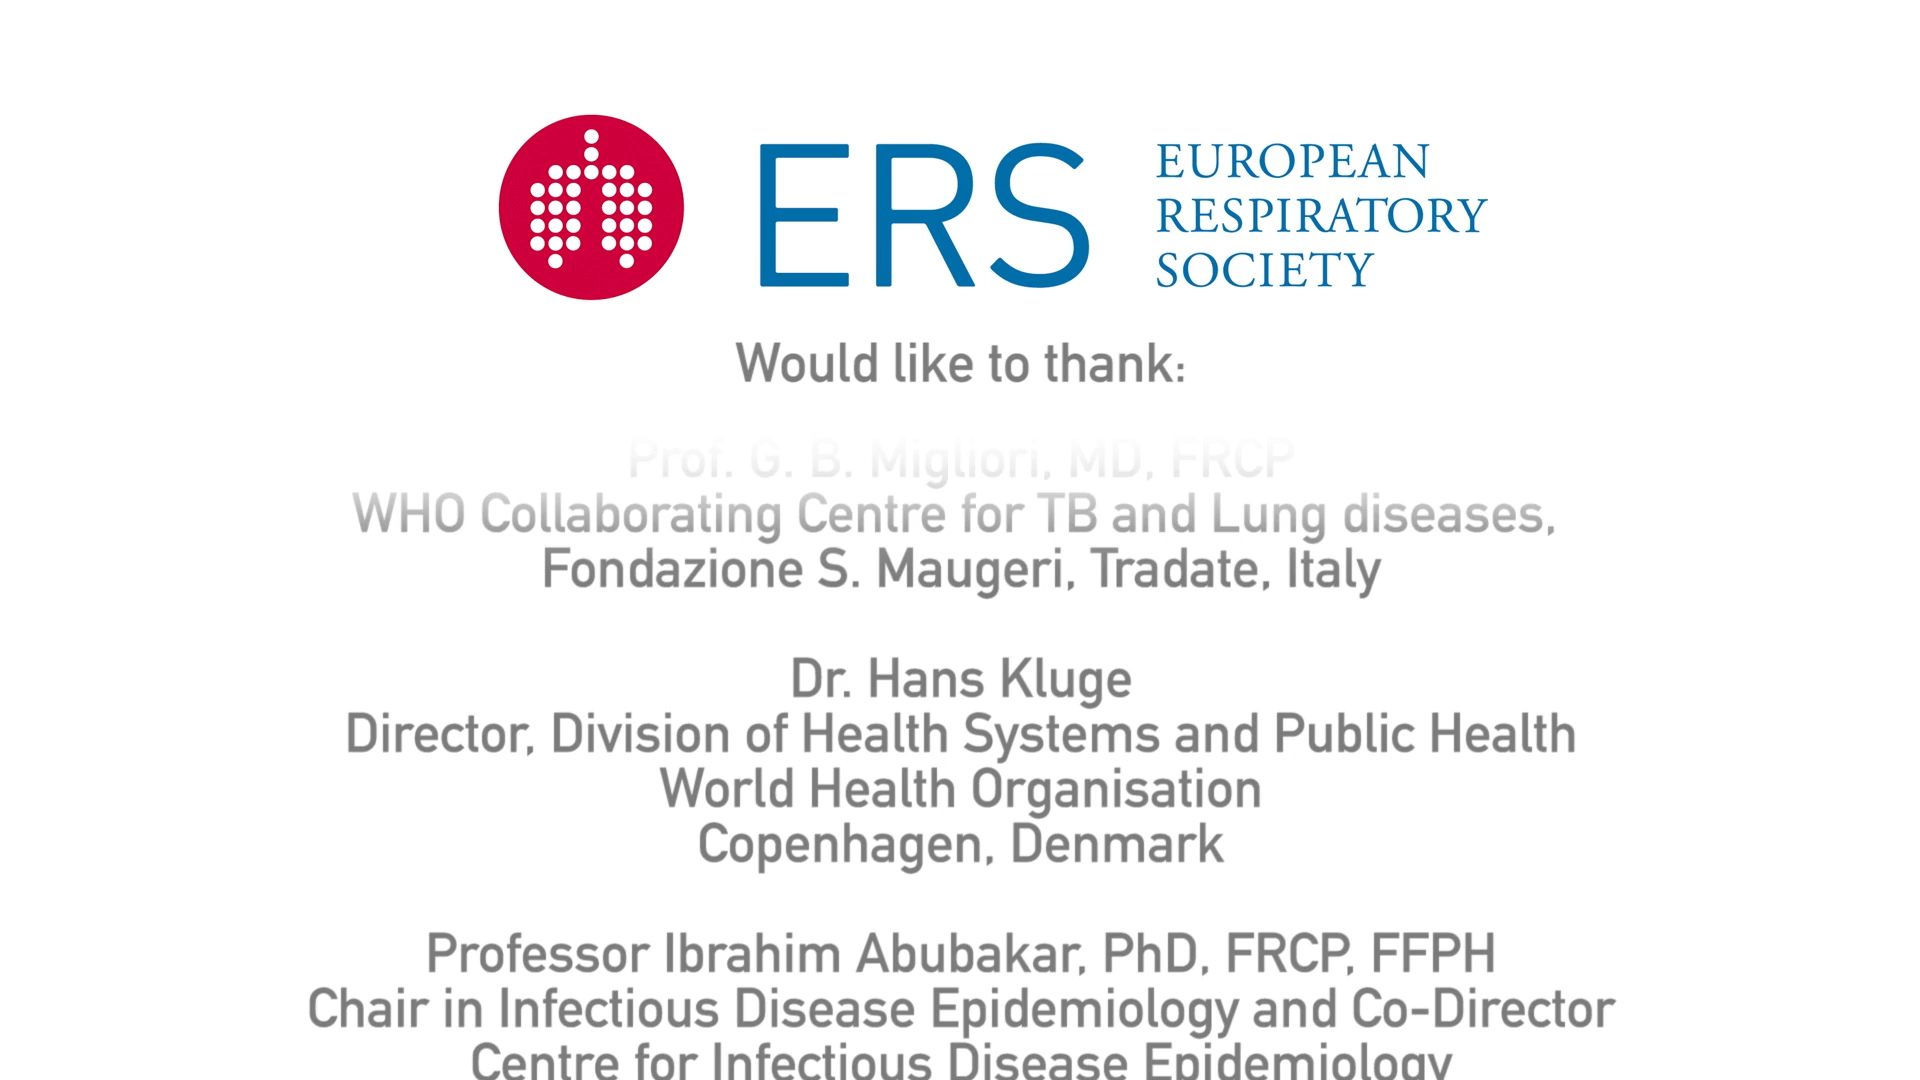 ERS
EUROPEAN
RESPIRATORY
SOCIETY
Would like to thank:
Prof. G. B. Migliori, MD, FRCP
WHO Collaborating Centre for TB and Lung diseases,
Fondazione S. Maugeri, Tradate, Italy
Dr. Hans Kluge
Director, Division of Health Systems and Public Health
World Health Organisation
Copenhagen, Denmark
Professor Ibrahim Abubakar, PhD, FRCP, FFPH
Chair in Infectious Disease Epidemiology and Co-Director
Centre for Infectious Disease Epidemiology